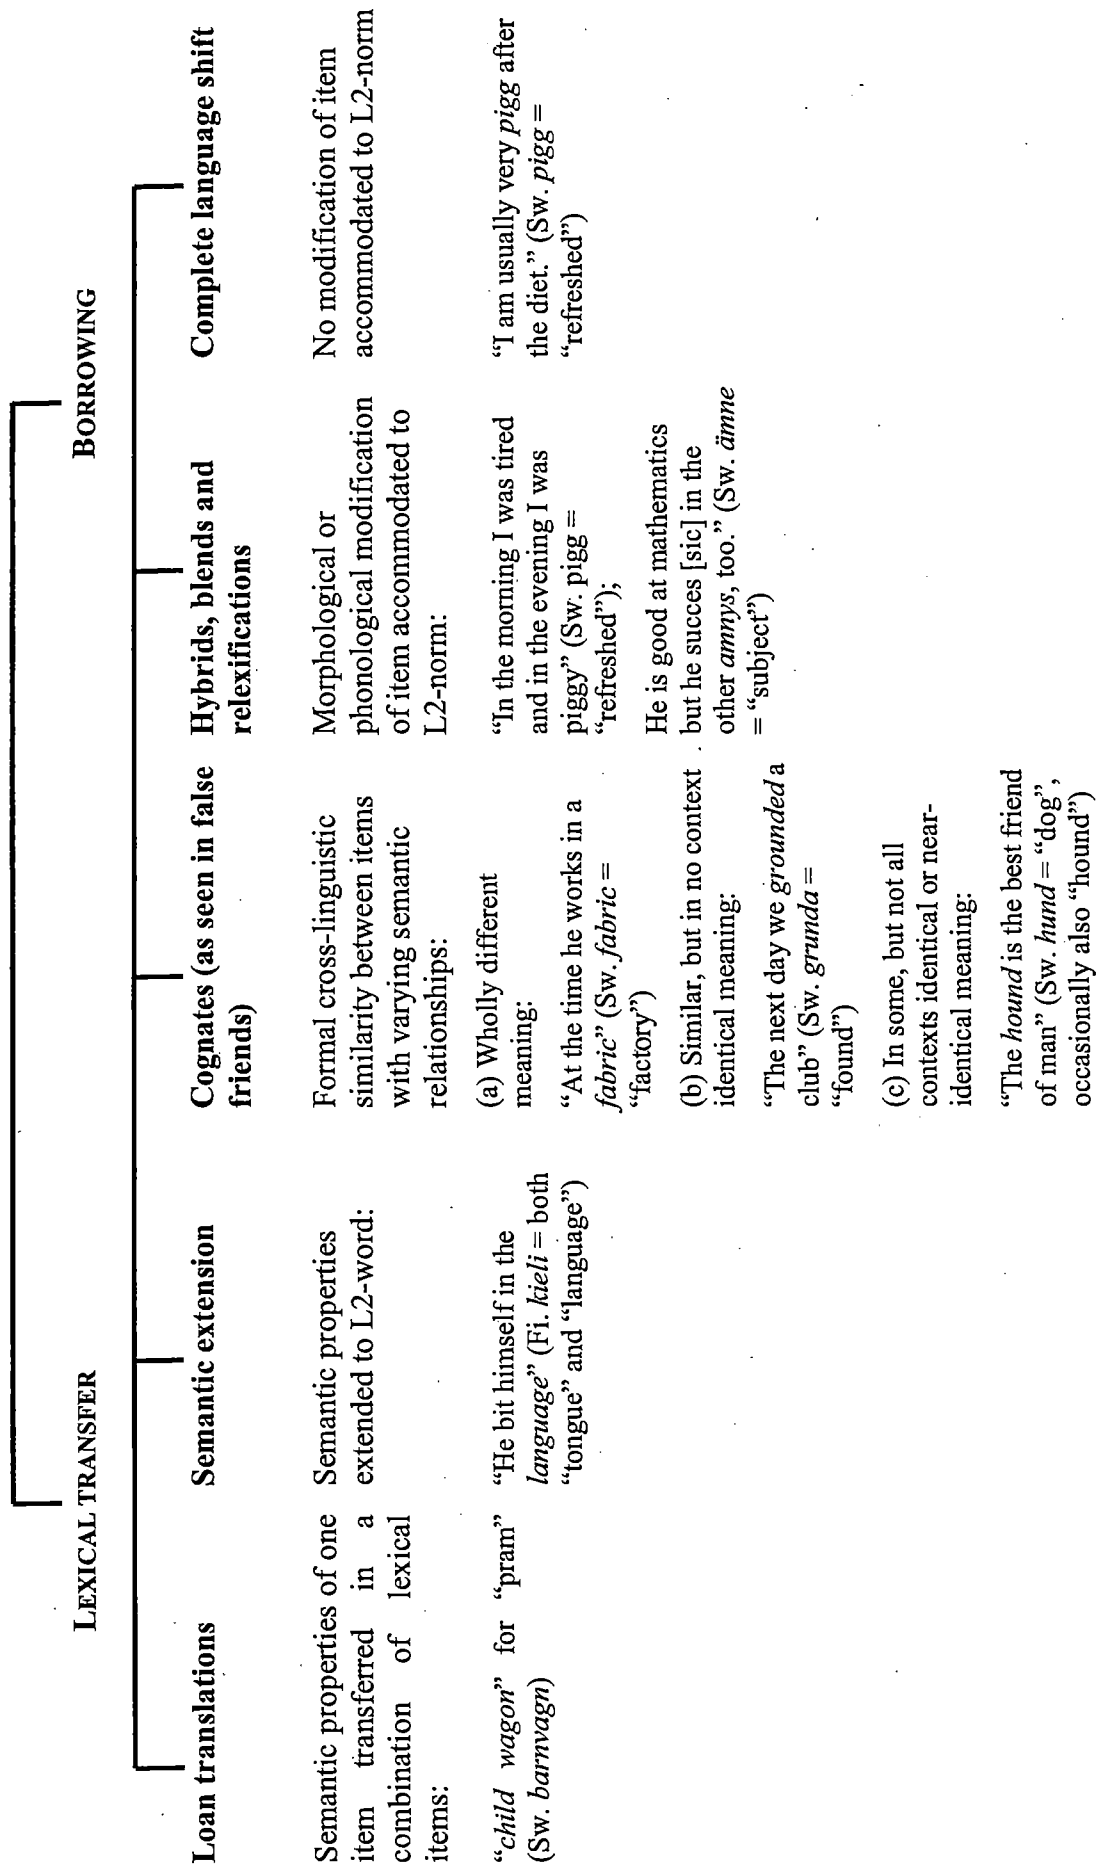 LEXICAL TRANSFER
BORROWING
Loan translations
Semantic properties of one
item transferred in a
combination of lexical
items:
“child wagon” for “pram”
(Sw. barnvagn)
Semantic extension
Semantic properties
extended to L2-word:
“He bit himself in the
language” (Fi. kieli = both
“tongue” and “language”)
Cognates (as seen in false
friends)
Formal cross-linguistic
similarity between items
with varying semantic
relationships:
(a) Wholly different
meaning:
“At the time he works in a
fabric” (Sw. fabric =
“factory”)
(b) Similar, but in no context
identical meaning:
“The next day we grounded a
club” (Sw. grunda =
“found”)
(c) In some, but not all
contexts identical or near-
identical meaning:
“The hound is the best friend
of man” (Sw. hund = “dog”,
occasionally also “hound”)
Hybrids, blends and
relexifications
Morphological or
phonological modification
of item accommodated to
L2-norm:
“In the morning I was tired
and in the evening I was
piggy” (Sw. pigg =
“refreshed”);
He is good at mathematics
but he succes [sic] in the
other amnys, too.” (Sw. ämne
= “subject”)
Complete language shift
No modification of item
accommodated to L2-norm
“I am usually very pigg after
the diet.” (Sw. pigg =
“refreshed”)